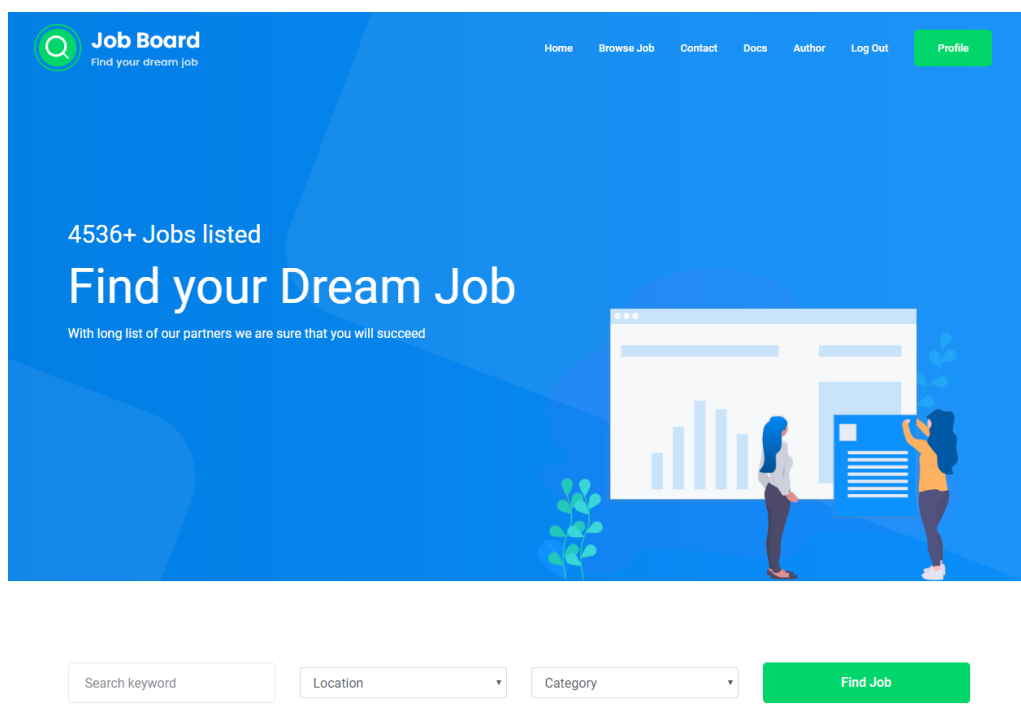 Job Board
Find your dream job
Home Browse Job Contact Docs Author Log Out Profile
4536+ Jobs listed
Find your Dream Job
With long list of our partners we are sure that you will succeed
Search keyword Location Category Find Job